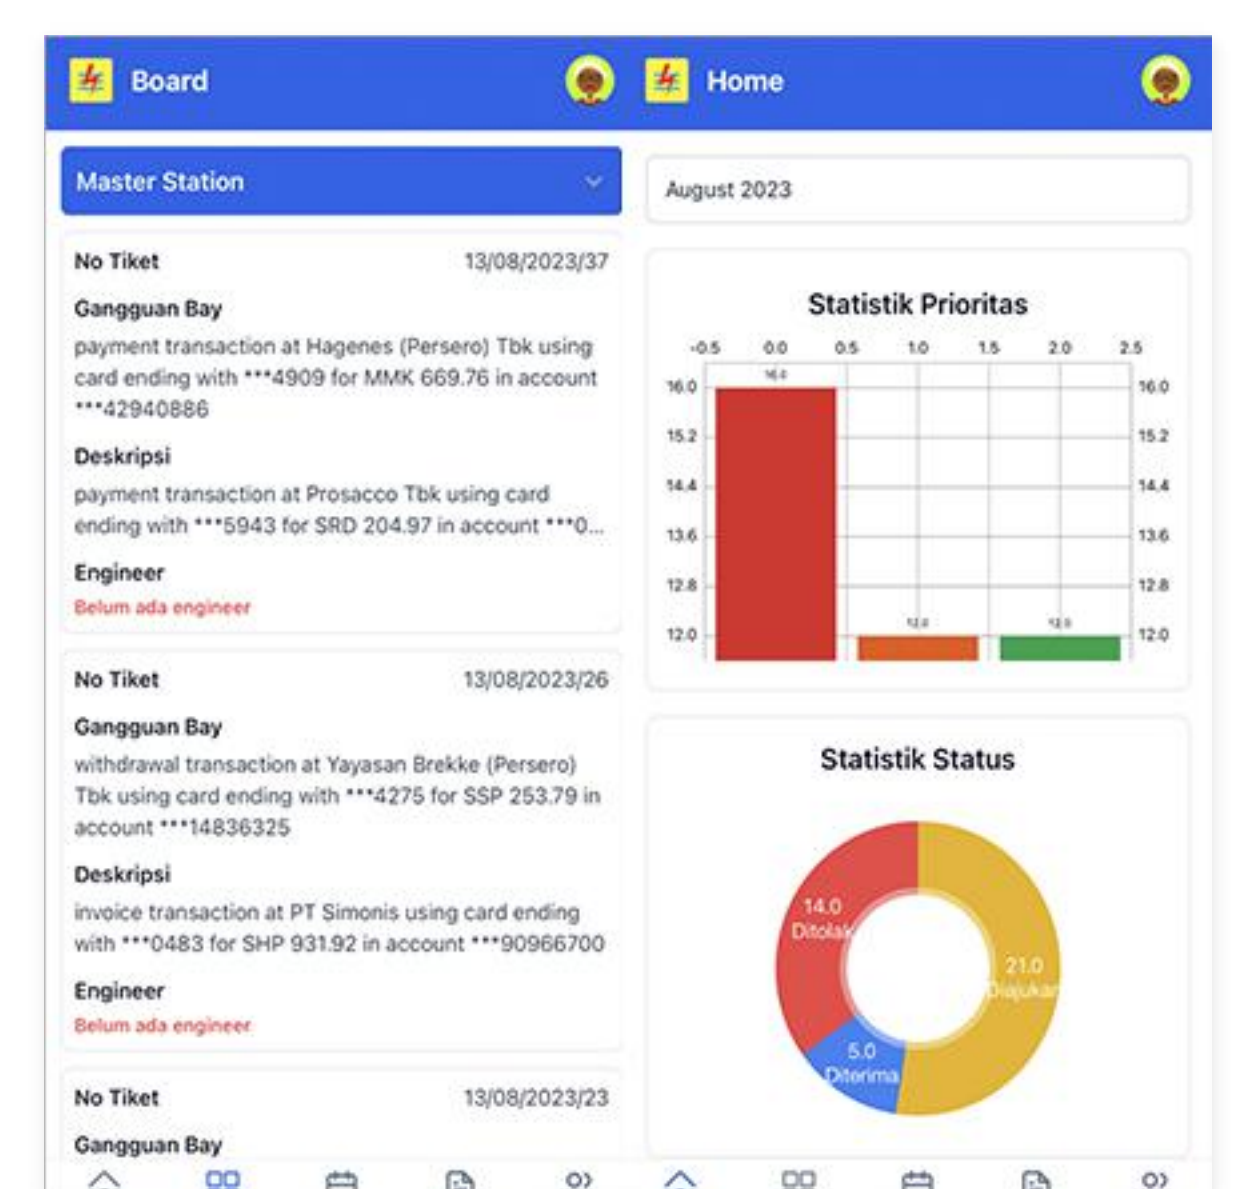 Board
Master Station
No Tiket 13/08/2023/37
Gangguan Bay
payment transaction at Hagenes (Persero) Tbk using
card ending with ***4909 for MMK 669.76 in account
***42940886
Deskripsi
payment transaction at Prosacco Tbk using card
ending with ***5943 for SRD 204.97 in account ***0...
Engineer
Belum ada engineer
No Tiket 13/08/2023/26
Gangguan Bay
withdrawal transaction at Yayasan Brekke (Persero)
Tbk using card ending with ***4275 for SSP 253.79 in
account ***14836325
Deskripsi
invoice transaction at PT Simonis using card ending
with ***0483 for SHP 931.92 in account ***90966700
Engineer
Belum ada engineer
No Tiket 13/08/2023/23
Gangguan Bay
Home
August 2023
Statistik Prioritas
-0.5 0.0 0.5 1.0 1.5 2.0 2.5
16.0
16.0 16.0
15.2 15.2
14.4 14.4
13.6 13.6
12.8 12.8
12.0 12.0
12.0 12.0
Statistik Status
14.0
Ditolak
21.0
Diajukan
5.0
Diterima